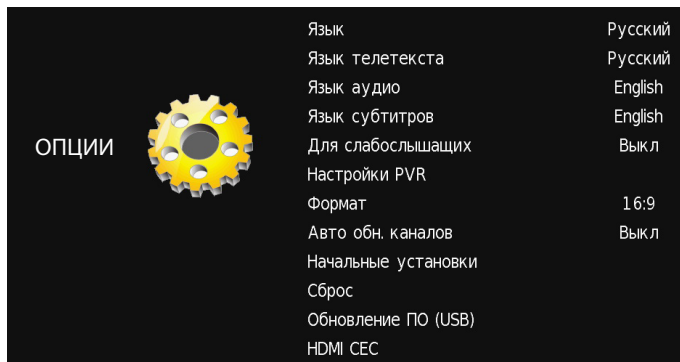 ОПЦИИ
Язык Русский
Язык телетекста Русский
Язык аудио English
Язык субтитров English
Для слабослышащих Выкл
Настройки PVR
Формат 16:9
Авто обн. каналов Выкл
Начальные установки
Сброс
Обновление ПО (USB)
HDMI CEC